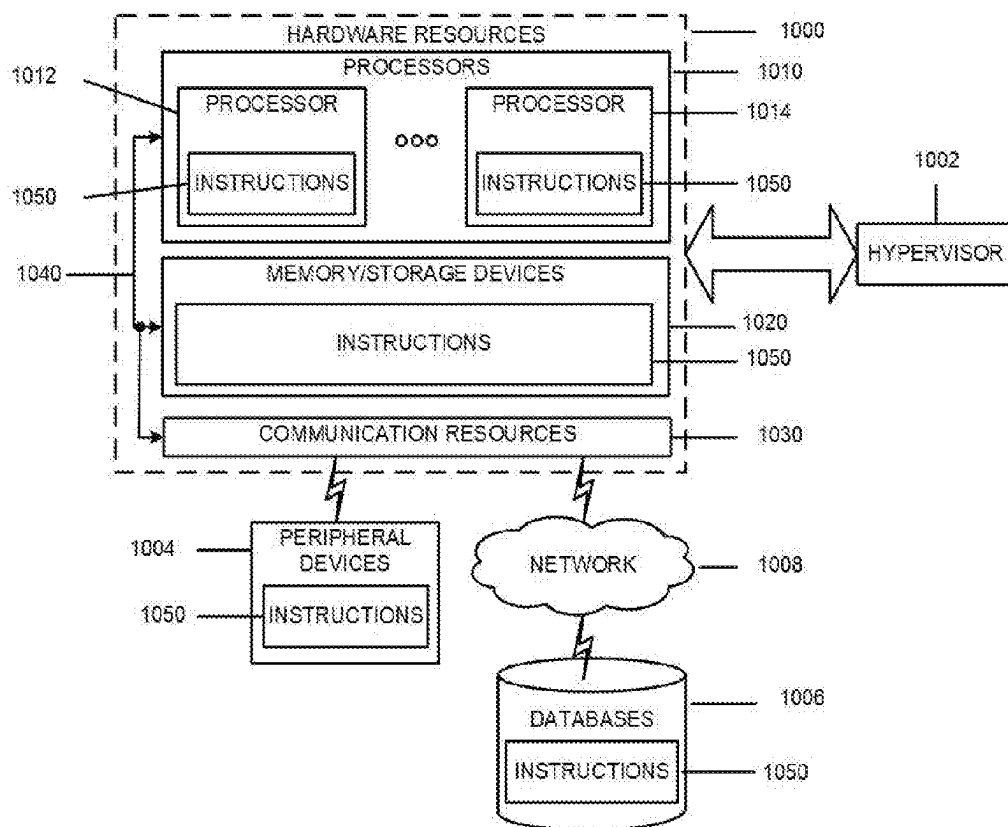 HARDWARE RESOURCES
1000
PROCESSORS
1010
1012
PROCESSOR
PROCESSOR
1014
1050
INSTRUCTIONS
INSTRUCTIONS
1050
1002
HYPERVISOR
1040
MEMORY/STORAGE DEVICES
INSTRUCTIONS
1020
1050
COMMUNICATION RESOURCES
1030
1004
PERIPHERAL
DEVICES
1050
INSTRUCTIONS
NETWORK
1008
DATABASES
1006
INSTRUCTIONS
1050